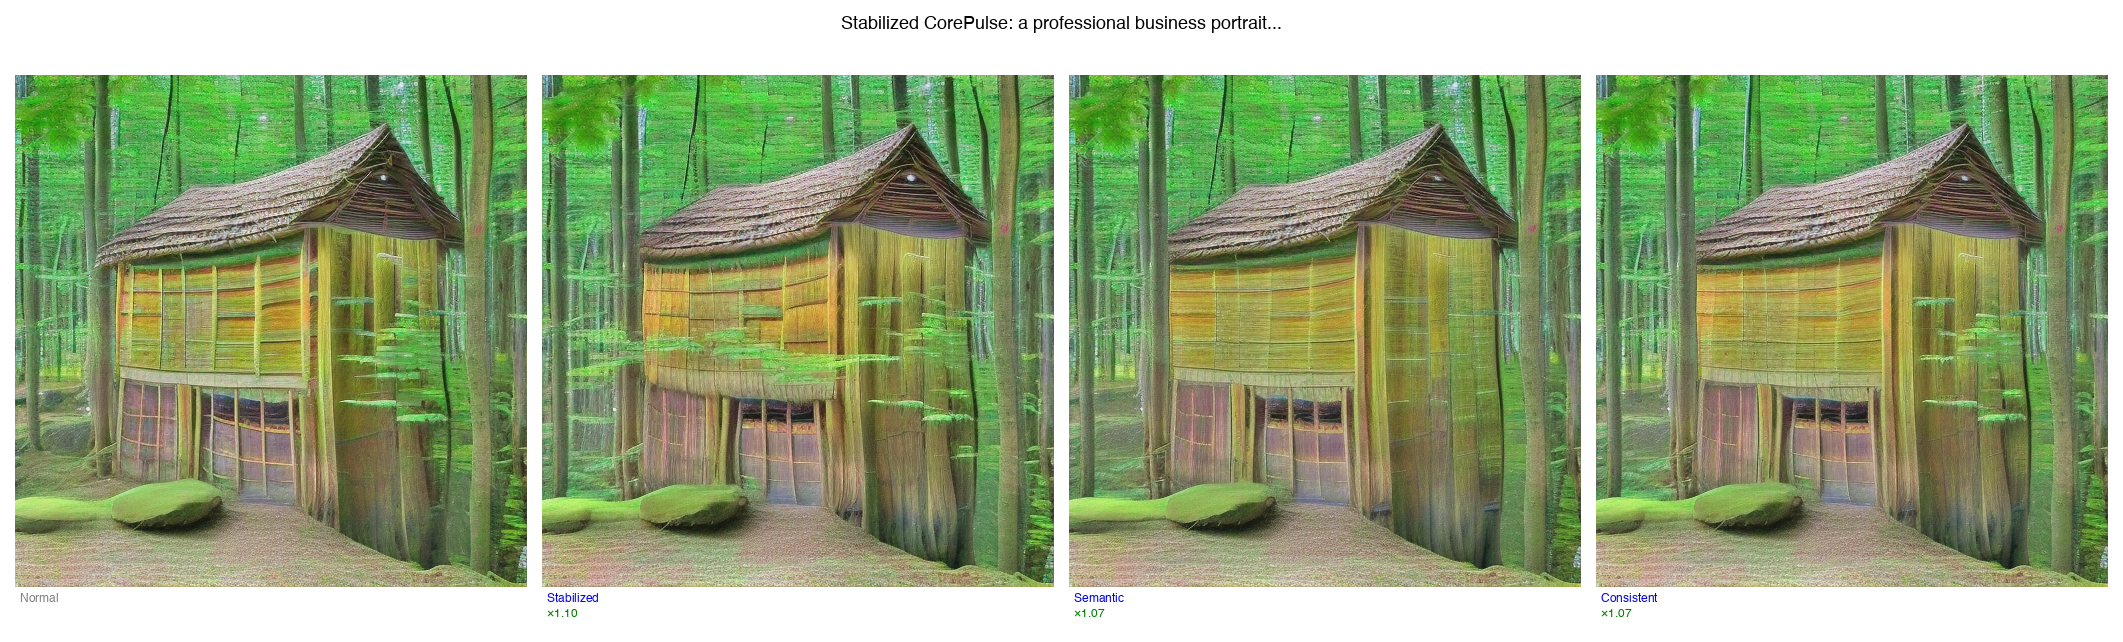 Stabilized CorePulse: a professional business portrait...
Normal
Stabilized
×1.10
Semantic
×1.07
Consistent
×1.07